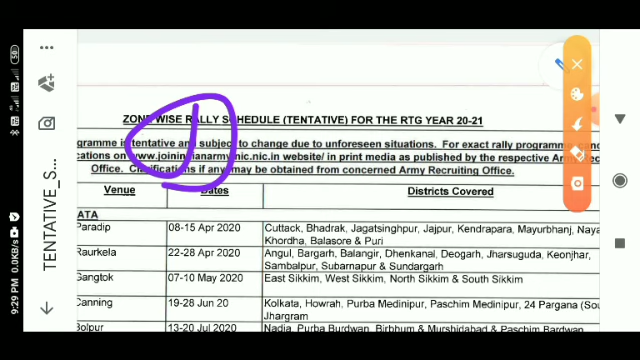 ZONE WISE RALLY SCHEDULE (TENTATIVE) FOR THE RTG YEAR 20-21
gramme is tentative and subject to change due to unforeseen situations. For exact rally programme
cations on www.joinindianarmy.nic.nic.in website/ in print media as published by the respective Army Rec
Office. Clarifications if any may be obtained from concerned Army Recruiting Office.
Venue Dates Districts Covered
ATA
Paradip 08-15 Apr 2020 Cuttack, Bhadrak, Jagatsinghpur, Jajpur, Kendrapara, Mayurbhanj, Naya
Khordha, Balasore & Puri
Raurkela 22-28 Apr 2020 Angul, Bargarh, Balangir, Dhenkanal, Deogarh, Jharsuguda, Keonjhar,
Sambalpur, Subarnapur & Sundargarh
Gangtok 07-10 May 2020 East Sikkim, West Sikkim, North Sikkim & South Sikkim
Canning 19-28 Jun 20 Kolkata, Howrah, Purba Medinipur, Paschim Medinipur, 24 Pargana (Sou
Jhargram
Bolpur 13-20 Jul 2020 Nadia, Purba Burdwan, Birbhum & Murshidabad & Paschim Bardwan
TENTATIVE_S...
9:29 PM 0.0KB/s
50